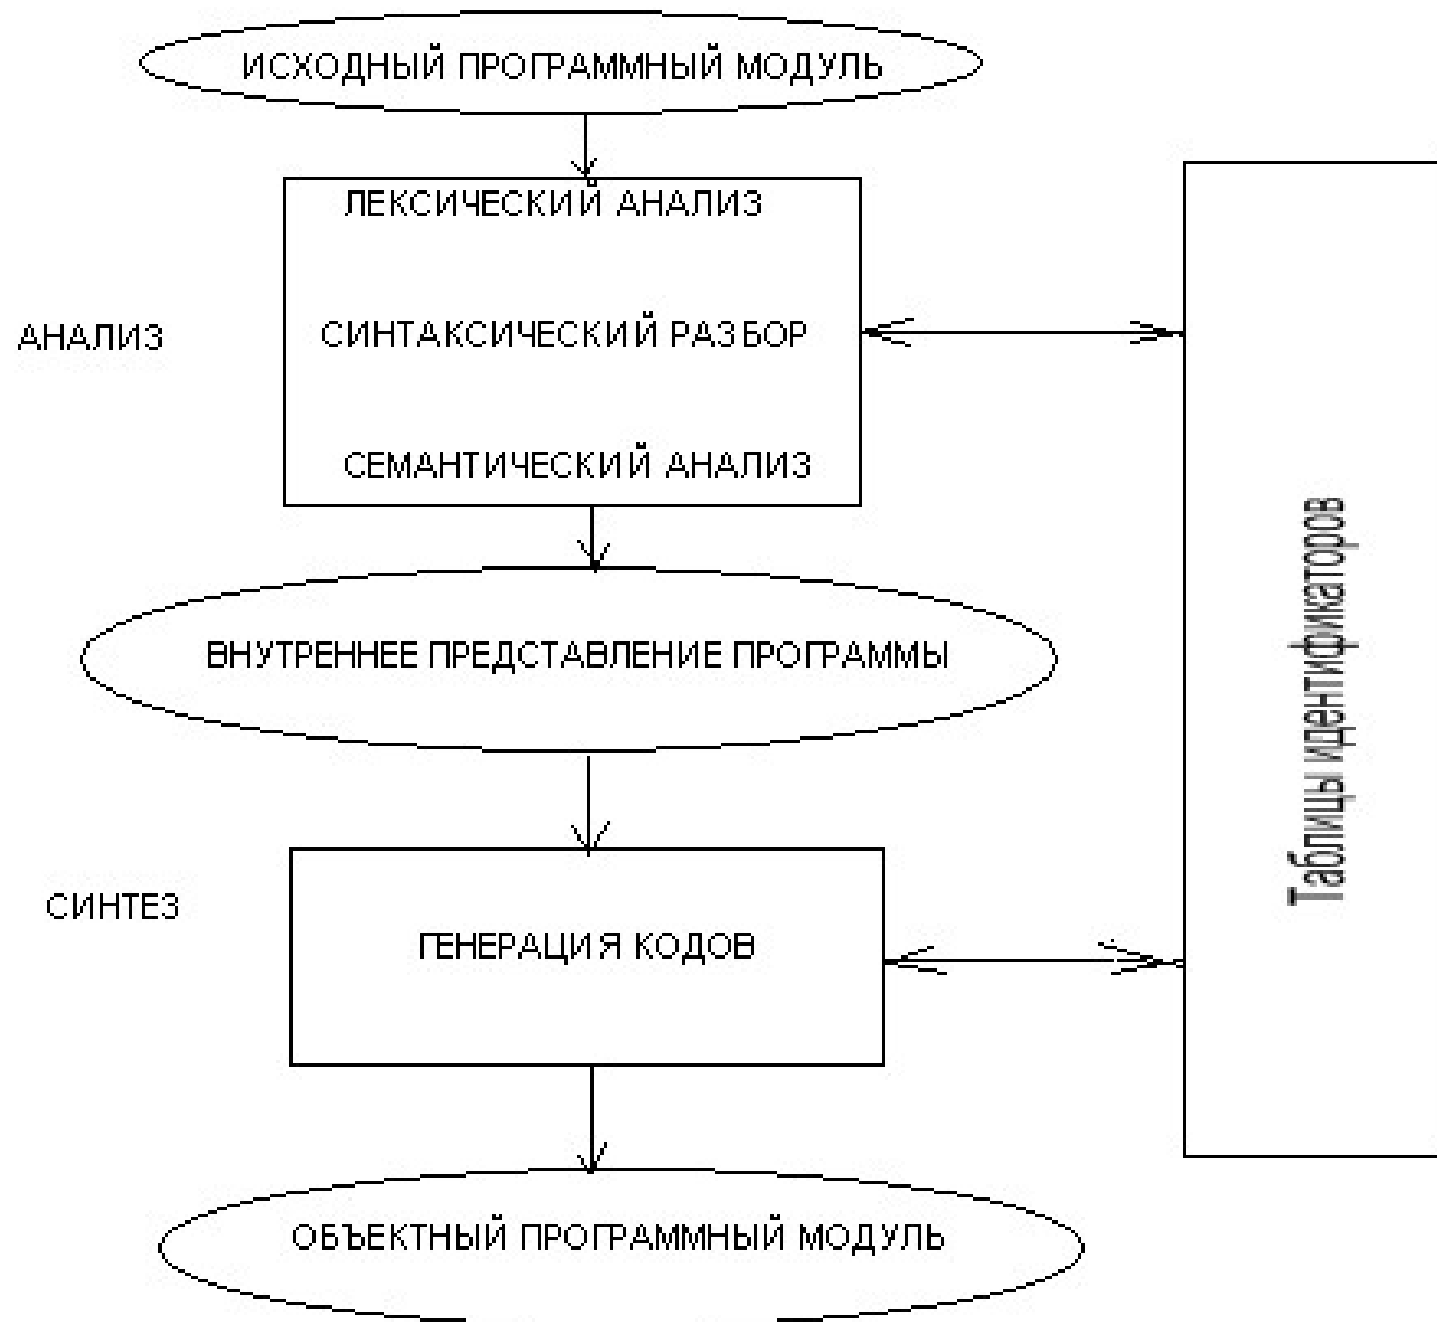 ИСХОДНЫЙ ПРОГРАММНЫЙ МОДУЛЬ
ЛЕКСИЧЕСКИЙ АНАЛИЗ
АНАЛИЗ
СИНТАКСИЧЕСКИЙ РАЗБОР
СЕМАНТИЧЕСКИЙ АНАЛИЗ
ВНУТРЕННЕЕ ПРЕДСТАВЛЕНИЕ ПРОГРАММЫ
СИНТЕЗ
ГЕНЕРАЦИЯ КОДОВ
ОБЪЕКТНЫЙ ПРОГРАММНЫЙ МОДУЛЬ
Таблицы идентификаторов